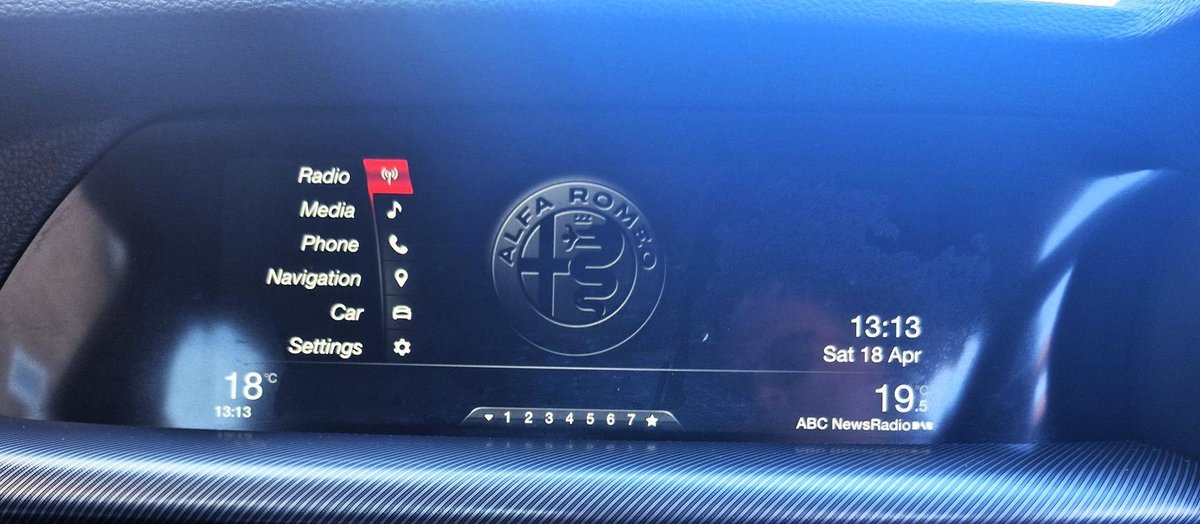 Radio
Media
Phone
Navigation
Car
Settings
ALFA ROMEO
13:13
Sat 18 Apr
18°C
13:13
1 2 3 4 5 6 7
19.5°C
ABC NewsRadio DAB